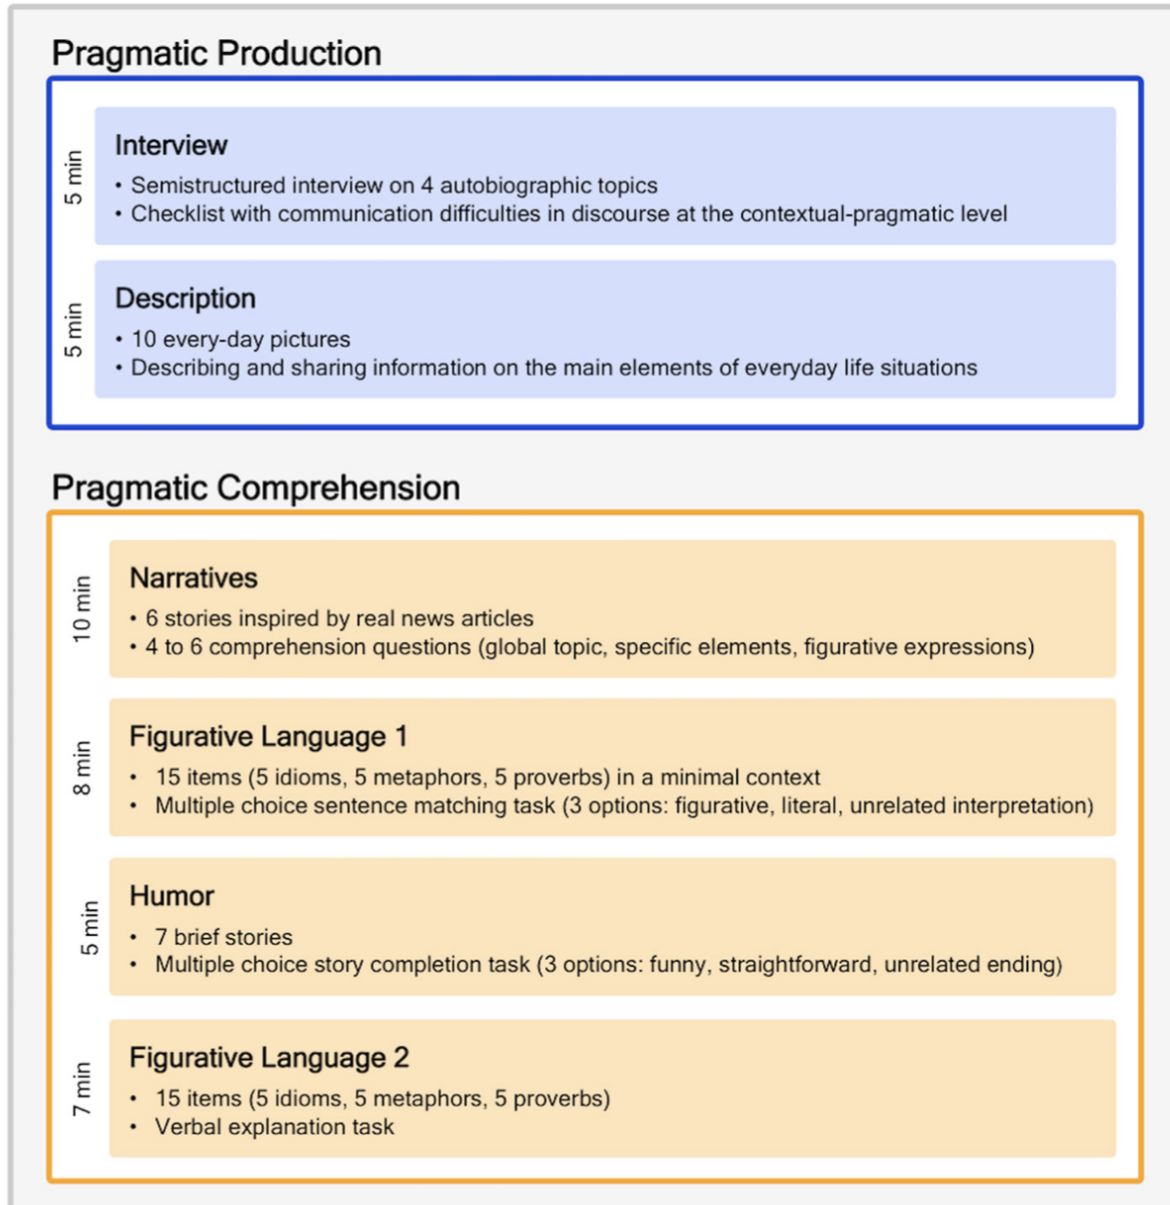 Pragmatic Production
5 min
Interview
• Semistructured interview on 4 autobiographic topics
• Checklist with communication difficulties in discourse at the contextual-pragmatic level
5 min
Description
• 10 every-day pictures
• Describing and sharing information on the main elements of everyday life situations
Pragmatic Comprehension
10 min
Narratives
• 6 stories inspired by real news articles
• 4 to 6 comprehension questions (global topic, specific elements, figurative expressions)
8 min
Figurative Language 1
• 15 items (5 idioms, 5 metaphors, 5 proverbs) in a minimal context
• Multiple choice sentence matching task (3 options: figurative, literal, unrelated interpretation)
5 min
Humor
• 7 brief stories
• Multiple choice story completion task (3 options: funny, straightforward, unrelated ending)
7 min
Figurative Language 2
• 15 items (5 idioms, 5 metaphors, 5 proverbs)
• Verbal explanation task